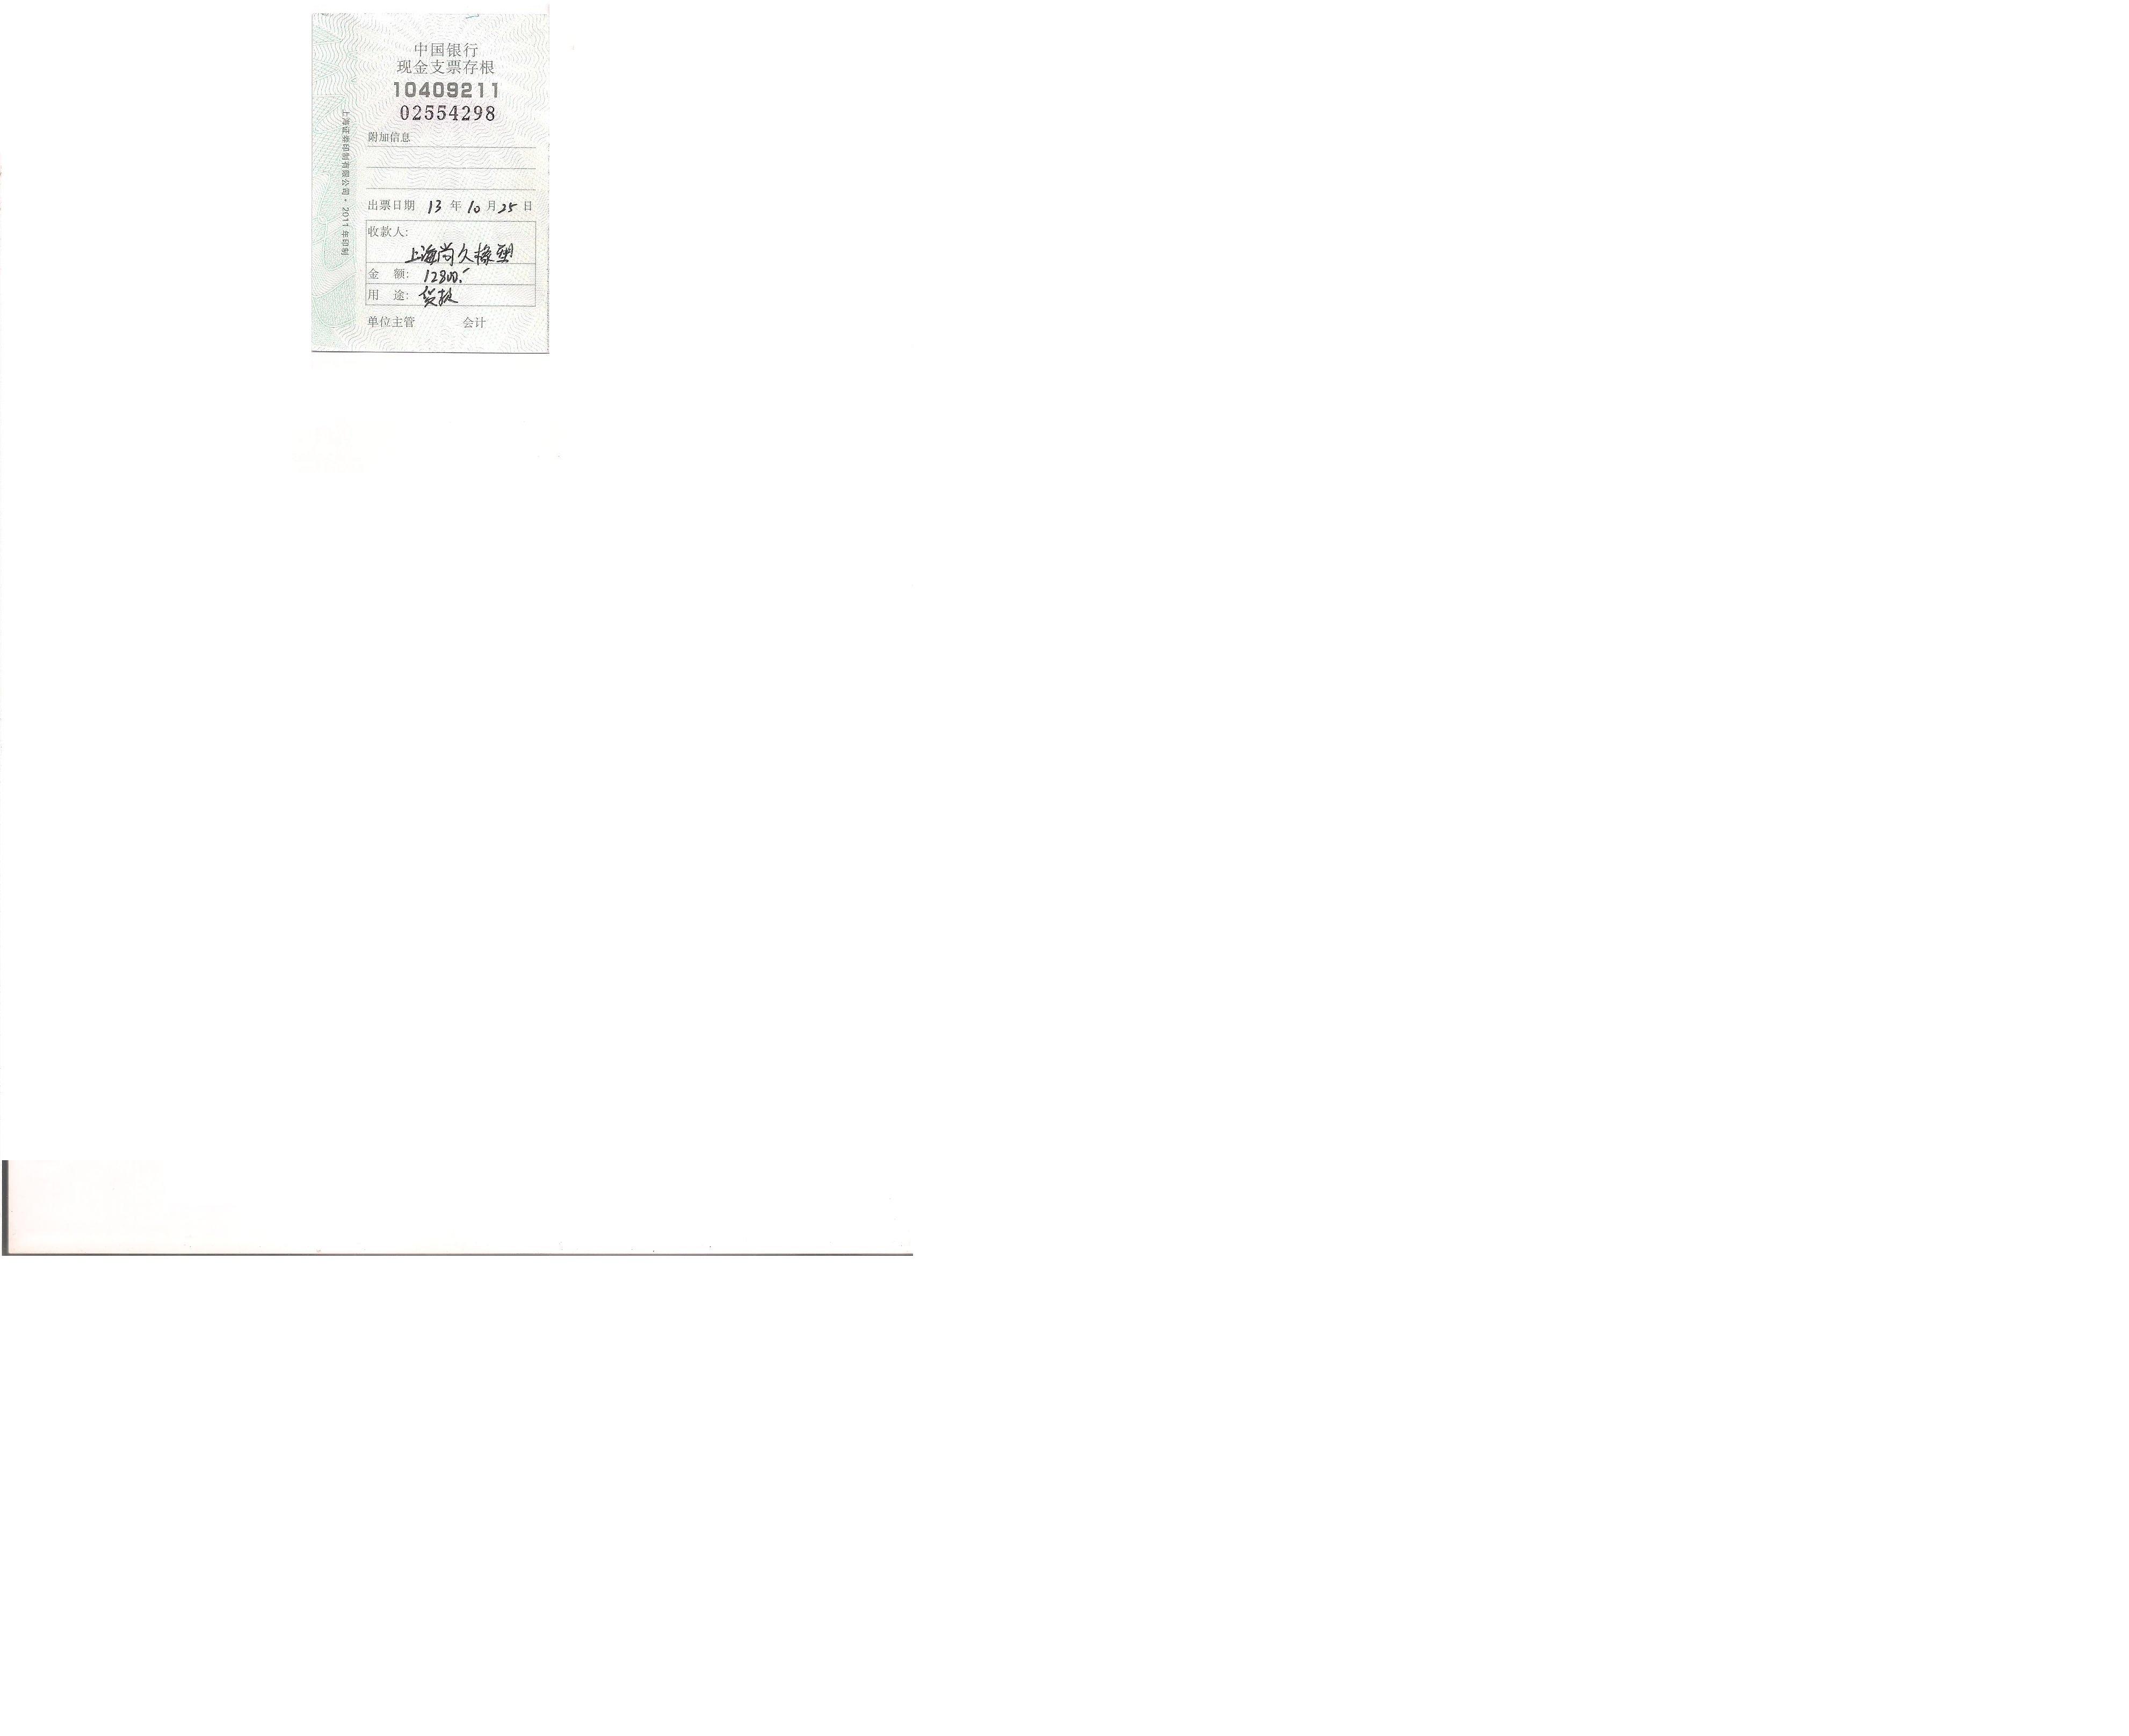 中国银行
现金支票存根
10409211
02554298
附加信息
出票日期 13 年 10 月 25 日
收款人:
上海尚久橡塑
金 额: 12800.-
用 途: 货款
单位主管 会计
上海证券印制有限公司·2011年印制